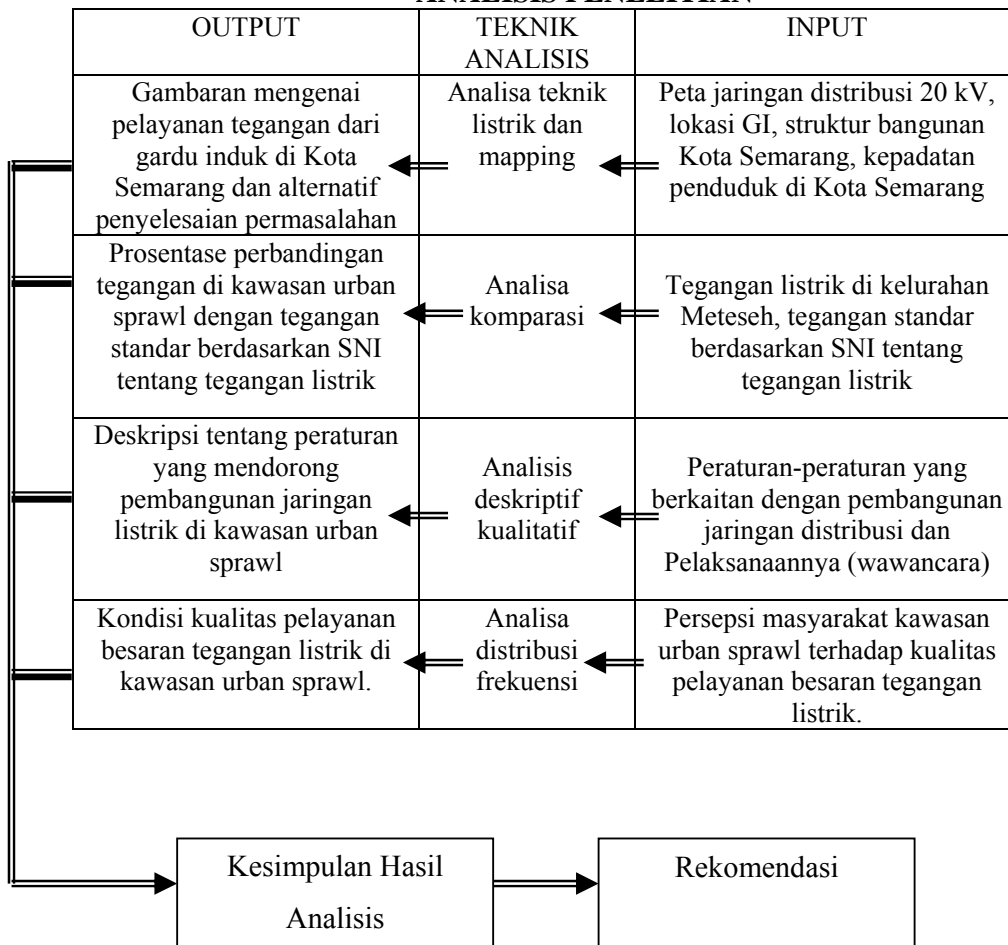 ANALISIS PENELITIAN
OUTPUT
TEKNIK
ANALISIS
INPUT
Gambaran mengenai
pelayanan tegangan dari
gardu induk di Kota
Semarang dan alternatif
penyelesaian permasalahan
Analisa teknik
listrik dan
mapping
Peta jaringan distribusi 20 kV,
lokasi GI, struktur bangunan
Kota Semarang, kepadatan
penduduk di Kota Semarang
Prosentase perbandingan
tegangan di kawasan urban
sprawl dengan tegangan
standar berdasarkan SNI
tentang tegangan listrik
Analisa
komparasi
Tegangan listrik di kelurahan
Meteseh, tegangan standar
berdasarkan SNI tentang
tegangan listrik
Deskripsi tentang peraturan
yang mendorong
pembangunan jaringan
listrik di kawasan urban
sprawl
Analisis
deskriptif
kualitatif
Peraturan-peraturan yang
berkaitan dengan pembangunan
jaringan distribusi dan
Pelaksanaannya (wawancara)
Kondisi kualitas pelayanan
besaran tegangan listrik di
kawasan urban sprawl.
Analisa
distribusi
frekuensi
Persepsi masyarakat kawasan
urban sprawl terhadap kualitas
pelayanan besaran tegangan
listrik.
Kesimpulan Hasil
Analisis
Rekomendasi